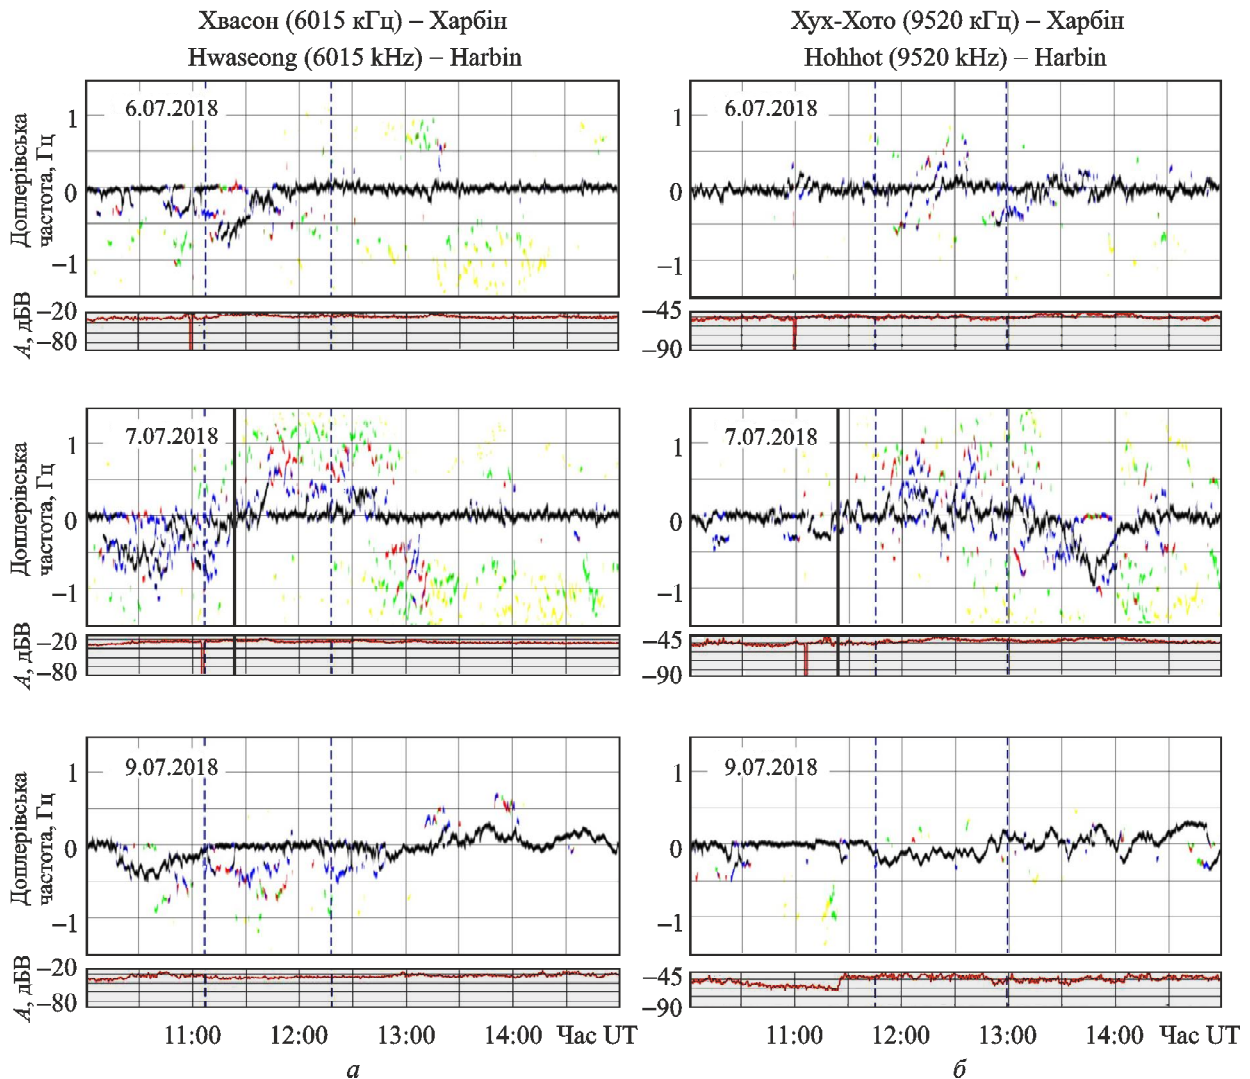 Хвасон (6015 кГц) – Харбін
Hwaseong (6015 kHz) – Harbin
Хух-Хото (9520 кГц) – Харбін
Hohhot (9520 kHz) – Harbin
Доплерівська
частота, Гц
1
0
–1
6.07.2018
1
0
–1
6.07.2018
A, дБВ
–20
–80
–45
–90
Доплерівська
частота, Гц
1
0
–1
7.07.2018
1
0
–1
7.07.2018
A, дБВ
–20
–80
–45
–90
Доплерівська
частота, Гц
1
0
–1
9.07.2018
1
0
–1
9.07.2018
A, дБВ
–20
–80
–45
–90
11:00 12:00 13:00 14:00 Час UT
11:00 12:00 13:00 14:00 Час UT
а
б